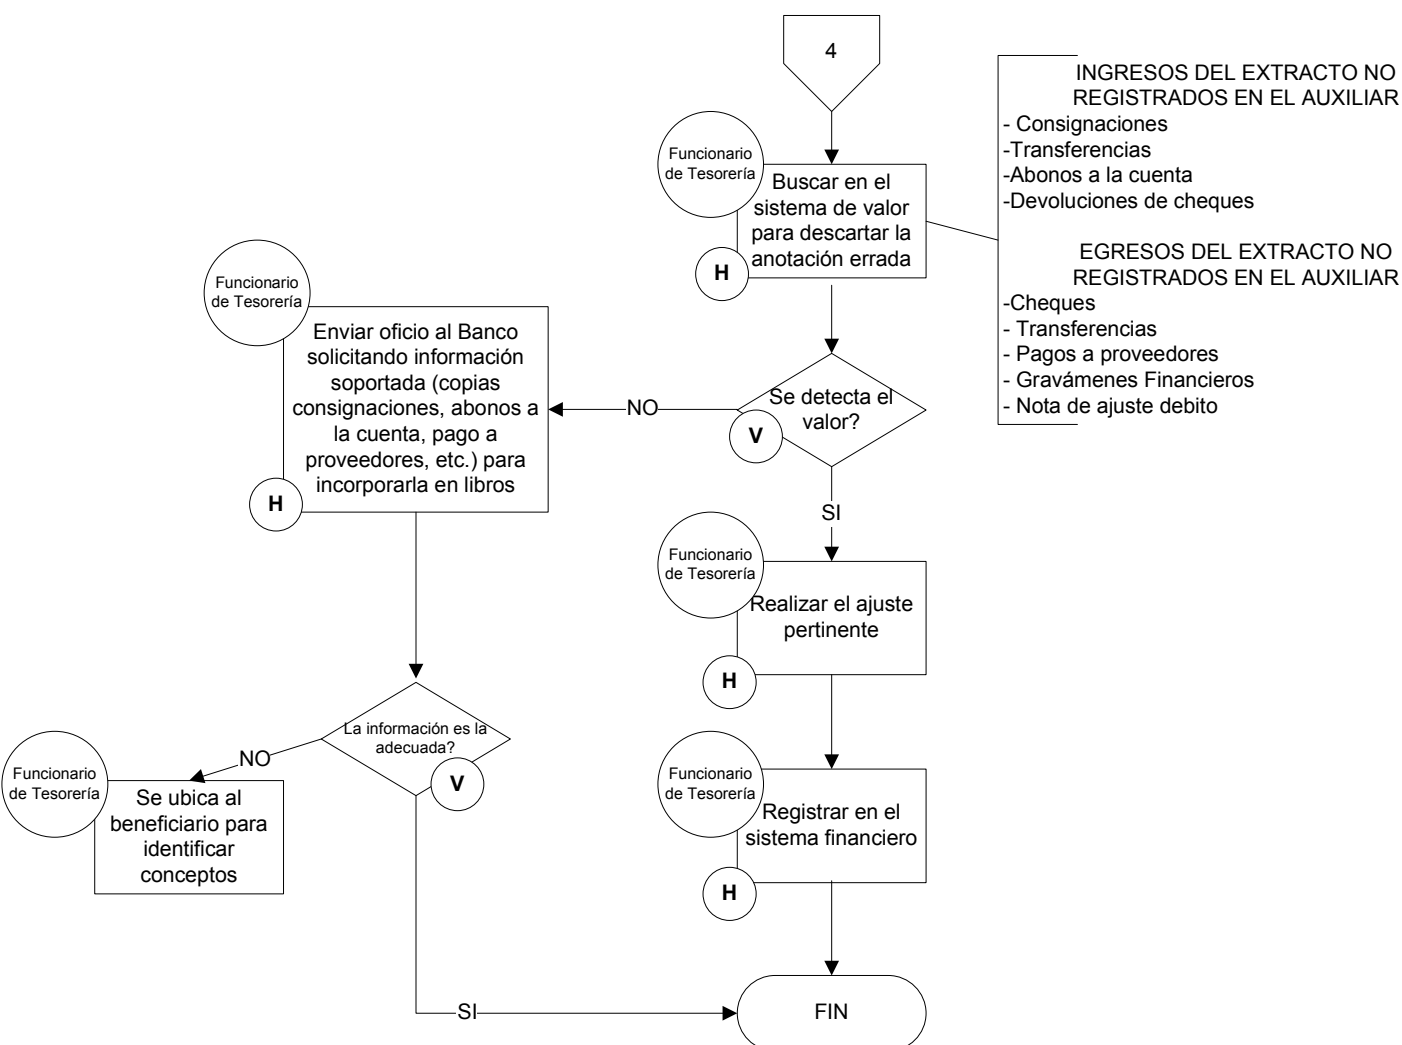 4
INGRESOS DEL EXTRACTO NO
REGISTRADOS EN EL AUXILIAR
- Consignaciones
-Transferencias
-Abonos a la cuenta
-Devoluciones de cheques
EGRESOS DEL EXTRACTO NO
REGISTRADOS EN EL AUXILIAR
-Cheques
- Transferencias
- Pagos a proveedores
- Gravámenes Financieros
- Nota de ajuste debito
Funcionario
de Tesorería
Buscar en el
sistema de valor
para descartar la
anotación errada
H
Funcionario
de Tesorería
Enviar oficio al Banco
solicitando información
soportada (copias
consignaciones, abonos a
la cuenta, pago a
proveedores, etc.) para
incorporarla en libros
H
NO
Se detecta el
valor?
V
SI
Funcionario
de Tesorería
Realizar el ajuste
pertinente
H
La información es la
adecuada?
V
NO
Funcionario
de Tesorería
Se ubica al
beneficiario para
identificar
conceptos
Funcionario
de Tesorería
Registrar en el
sistema financiero
H
SI
FIN